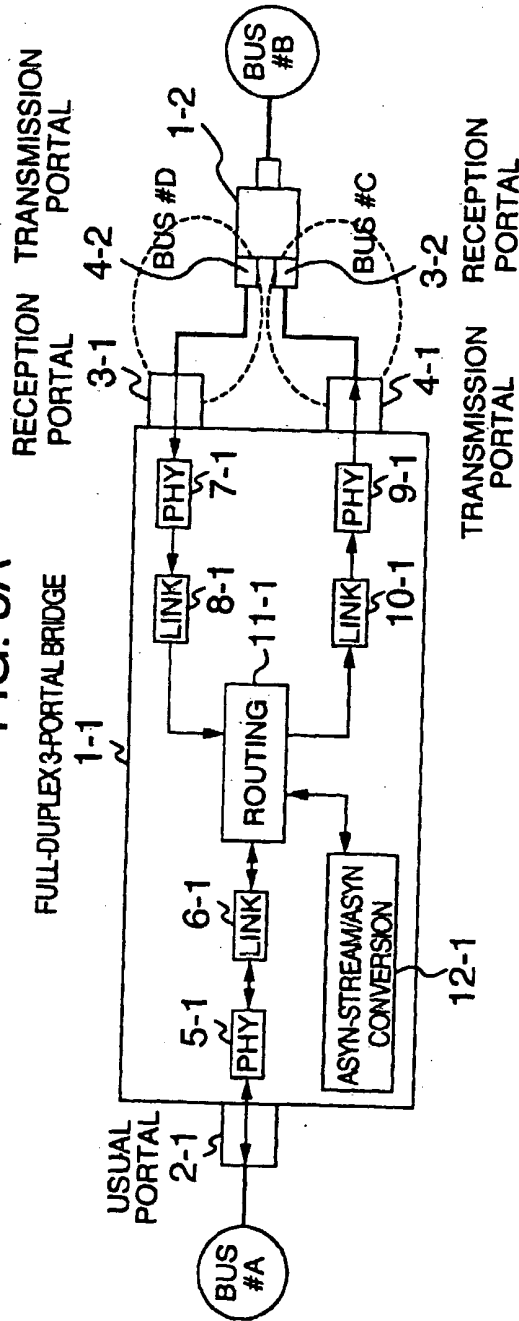 FIG. 3A
FULL-DUPLEX 3-PORTAL BRIDGE
1-1
RECEPTION
PORTAL
3-1
TRANSMISSION
PORTAL
4-2
BUS #D
1-2
BUS
#B
USUAL
PORTAL
2-1
BUS
#A
PHY
5-1
LINK
6-1
ROUTING
11-1
LINK
8-1
PHY
7-1
ASYN-STREAM/ASYN
CONVERSION
12-1
LINK
10-1
PHY
9-1
4-1
TRANSMISSION
PORTAL
BUS #C
3-2
RECEPTION
PORTAL